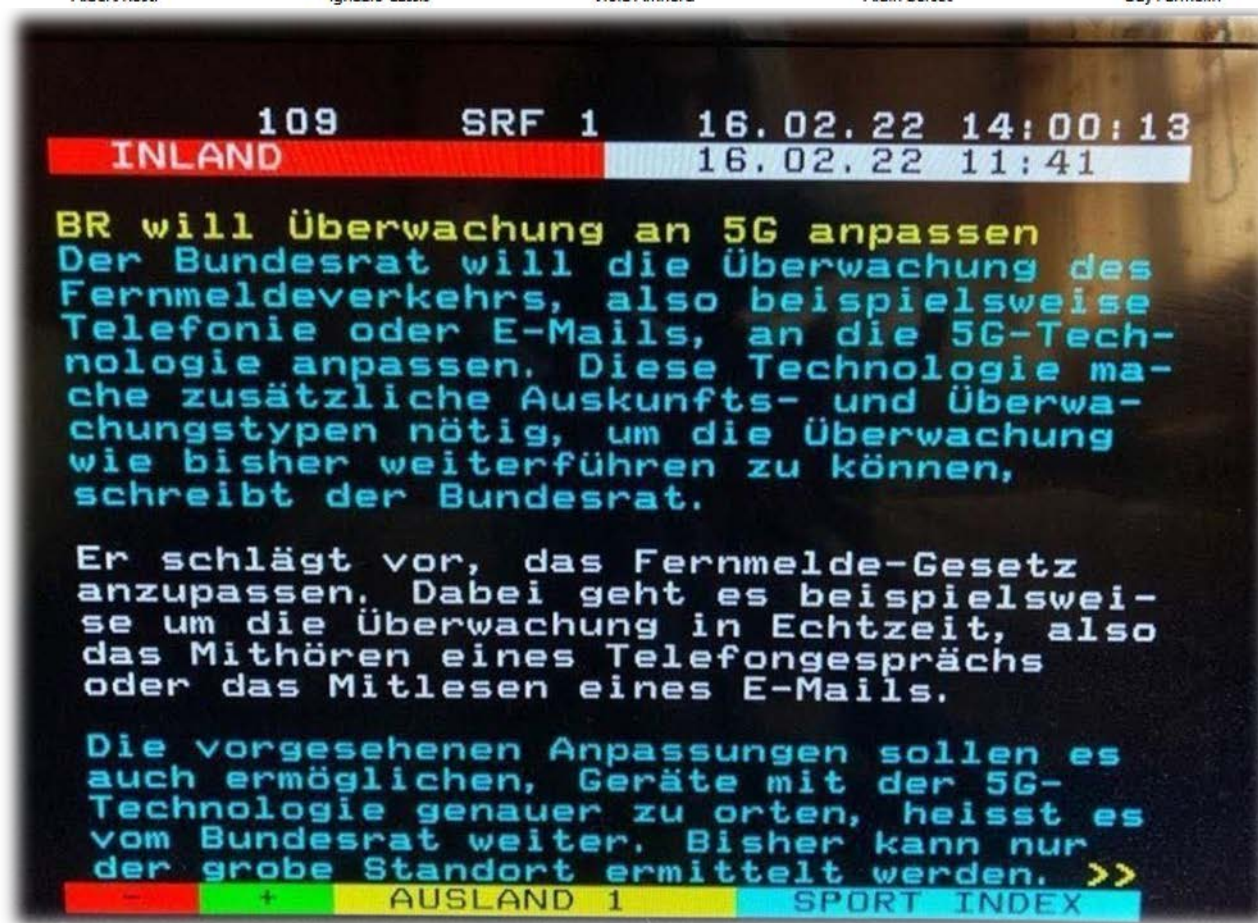 109 SRF 1 16.02.22 14:00:13
INLAND 16.02.22 11:41
BR will Überwachung an 5G anpassen
Der Bundesrat will die Überwachung des
Fernmeldeverkehrs, also beispielsweise
Telefonie oder E-Mails, an die 5G-Tech-
nologie anpassen. Diese Technologie ma-
che zusätzliche Auskunfts- und Überwa-
chungstypen nötig, um die Überwachung
wie bisher weiterführen zu können,
schreibt der Bundesrat.
Er schlägt vor, das Fernmelde-Gesetz
anzupassen. Dabei geht es beispielswei-
se um die Überwachung in Echtzeit, also
das Mithören eines Telefongesprächs
oder das Mitlesen eines E-Mails.
Die vorgesehenen Anpassungen sollen es
auch ermöglichen, Geräte mit der 5G-
Technologie genauer zu orten, heisst es
vom Bundesrat weiter. Bisher kann nur
der grobe Standort ermittelt werden. >>
- + AUSLAND 1 SPORT INDEX